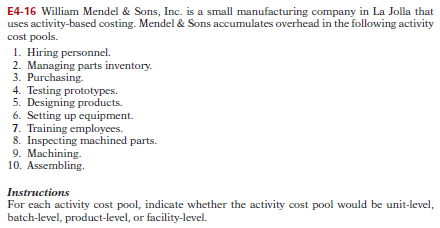 E4-16 William Mendel & Sons, Inc. is a small manufacturing company in La Jolla that
uses activity-based costing. Mendel & Sons accumulates overhead in the following activity
cost pools.
1. Hiring personnel.
2. Managing parts inventory.
3. Purchasing.
4. Testing prototypes.
5. Designing products.
6. Setting up equipment.
7. Training employees.
8. Inspecting machined parts.
9. Machining.
10. Assembling.
Instructions
For each activity cost pool, indicate whether the activity cost pool would be unit-level,
batch-level, product-level, or facility-level.